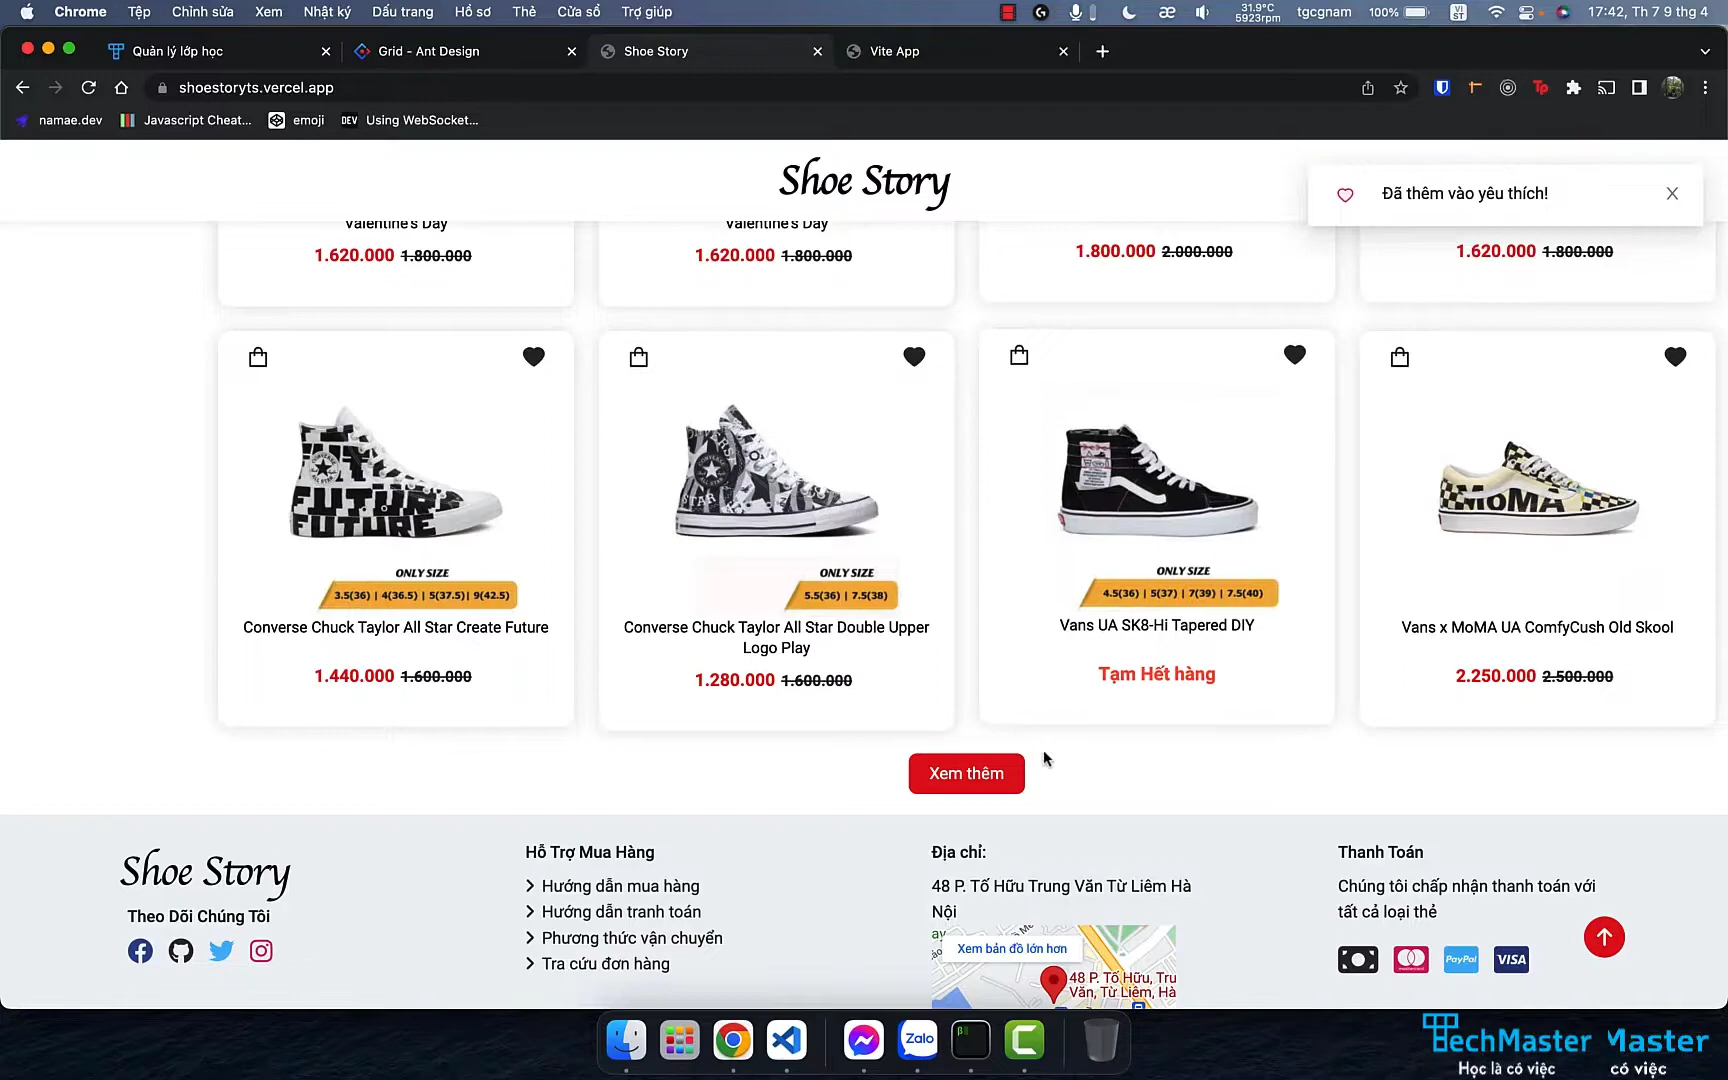 Chrome Tệp Chỉnh sửa Xem Nhật ký Dấu trang Hồ sơ Thẻ Cửa sổ Trợ giúp 31.9°C 5923rpm tgcgnam 100% VI ST 17:42, Th 7 9 thg 4
Quản lý lớp học Grid - Ant Design Shoe Story Vite App
shoestoryts.vercel.app
namae.dev Javascript Cheat... emoji DEV Using WebSocket...
Shoe Story
Đã thêm vào yêu thích!
Valentine's Day Valentine's Day
1.620.000 1.800.000 1.620.000 1.800.000 1.800.000 2.000.000 1.620.000 1.800.000
CONVERSE
FUTURE
FUTURE
ONLY SIZE
3.5(36) | 4(36.5) | 5(37.5)| 9(42.5)
Converse Chuck Taylor All Star Create Future
1.440.000 1.600.000
CONVERSE
STAR
ONLY SIZE
5.5(36) | 7.5(38)
Converse Chuck Taylor All Star Double Upper
Logo Play
1.280.000 1.600.000
ONLY SIZE
4.5(36) | 5(37) | 7(39) | 7.5(40)
Vans UA SK8-Hi Tapered DIY
Tạm Hết hàng
MoMA
Vans x MoMA UA ComfyCush Old Skool
2.250.000 2.500.000
Xem thêm
Shoe Story
Theo Dõi Chúng Tôi
Hỗ Trợ Mua Hàng
Hướng dẫn mua hàng
Hướng dẫn tranh toán
Phương thức vận chuyển
Tra cứu đơn hàng
Địa chỉ:
48 P. Tố Hữu Trung Văn Từ Liêm Hà
Nội
Xem bản đồ lớn hơn
48 P. Tố Hữu, Tru
Văn, Từ Liêm, Hà
Thanh Toán
Chúng tôi chấp nhận thanh toán với
tất cả loại thẻ
PayPal VISA
Zalo
TechMaster Master
Học là có việc có việc